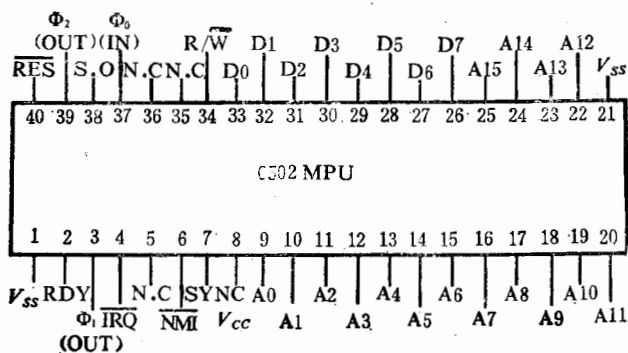 Φ₂ Φ₀
(OUT)(IN) R/W̅ D1 D3 D5 D7 A14 A12
R̅E̅S̅ S.O N.C N.C D0 D2 D4 D6 A15 A13 Vss
40 39 38 37 36 35 34 33 32 31 30 29 28 27 26 25 24 23 22 21
MPU
1 2 3 4 5 6 7 8 9 10 11 12 13 14 15 16 17 18 19 20
Vss RDY N.C SYNC A0 A2 A4 A6 A8 A10
Φ₁ I̅R̅Q̅ N̅M̅I̅ Vcc A1 A3 A5 A7 A9 A11
(OUT)